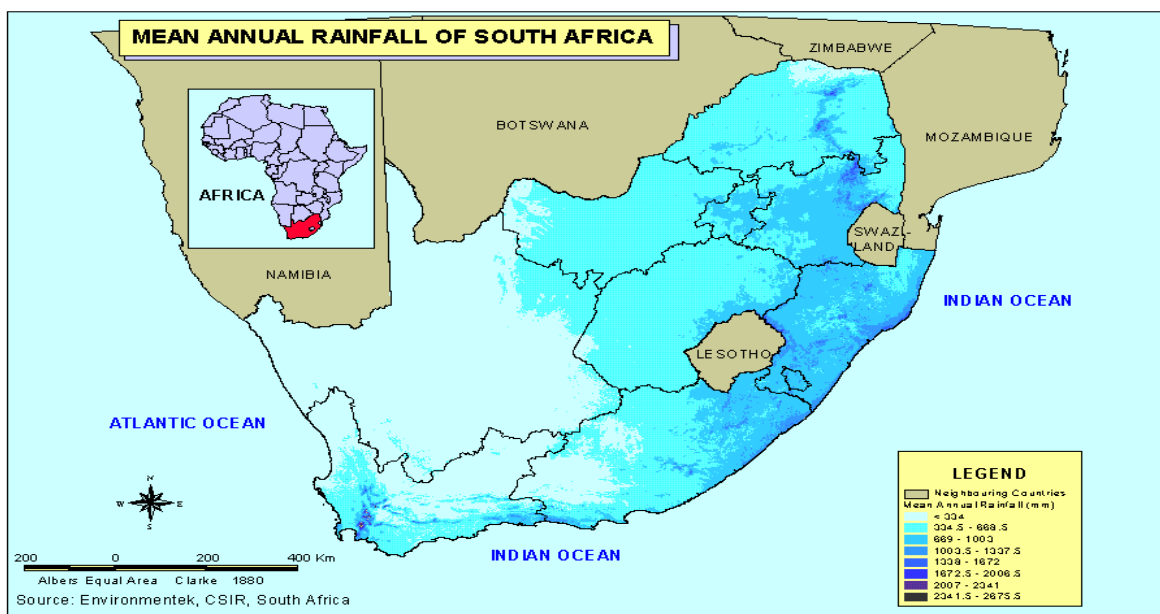 MEAN ANNUAL RAINFALL OF SOUTH AFRICA
ZIMBABWE
BOTSWANA
MOZAMBIQUE
AFRICA
SWAZI-
LAND
NAMIBIA
INDIAN OCEAN
LESOTHO
ATLANTIC OCEAN
N
W E
S
INDIAN OCEAN
200 0 200 400 Km
Albers Equal Area Clarke 1880
Source: Environmentek, CSIR, South Africa
LEGEND
Neighbouring Countries
Mean Annual Rainfall (mm)
< 334
334.5 - 668.5
669 - 1003
1003.5 - 1337.5
1338 - 1672
1672.5 - 2006.5
2007 - 2341
2341.5 - 2675.5